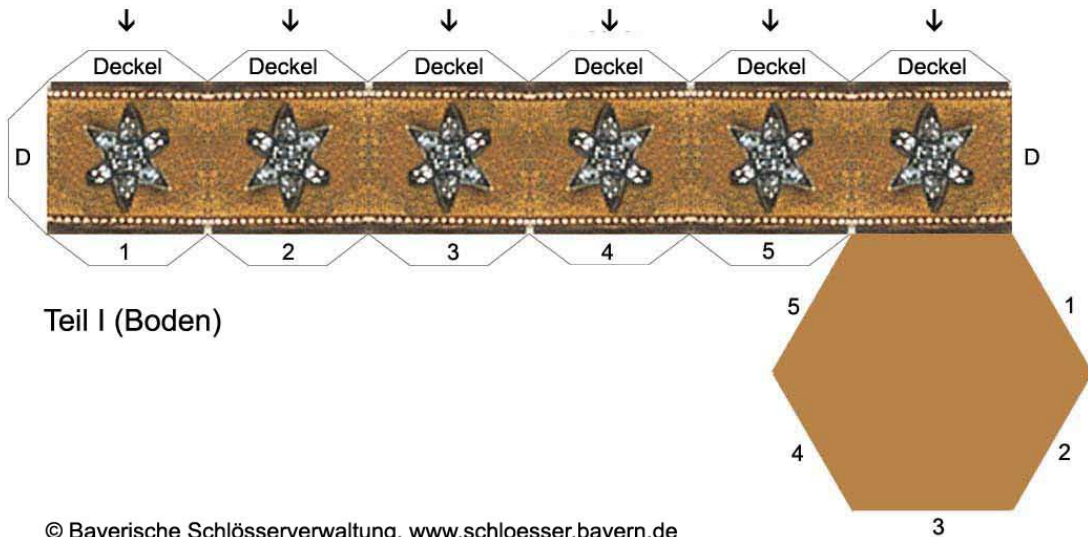 Deckel Deckel Deckel Deckel Deckel Deckel
D D
1 2 3 4 5
Teil I (Boden)
5 1
4 2
3
© Bayerische Schlösserverwaltung, www.schloesser.bayern.de